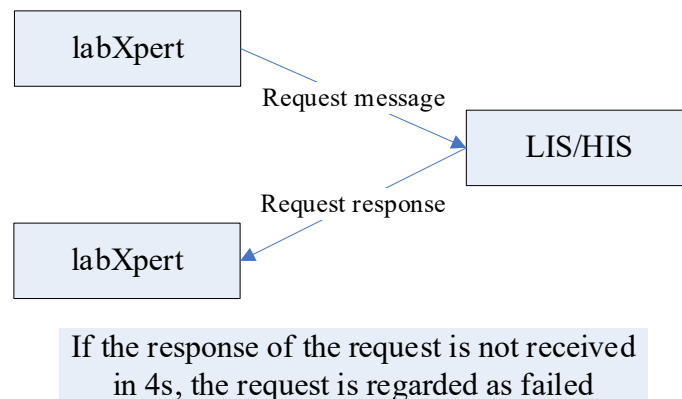 labXpert
Request message
LIS/HIS
Request response
labXpert
If the response of the request is not received
in 4s, the request is regarded as failed